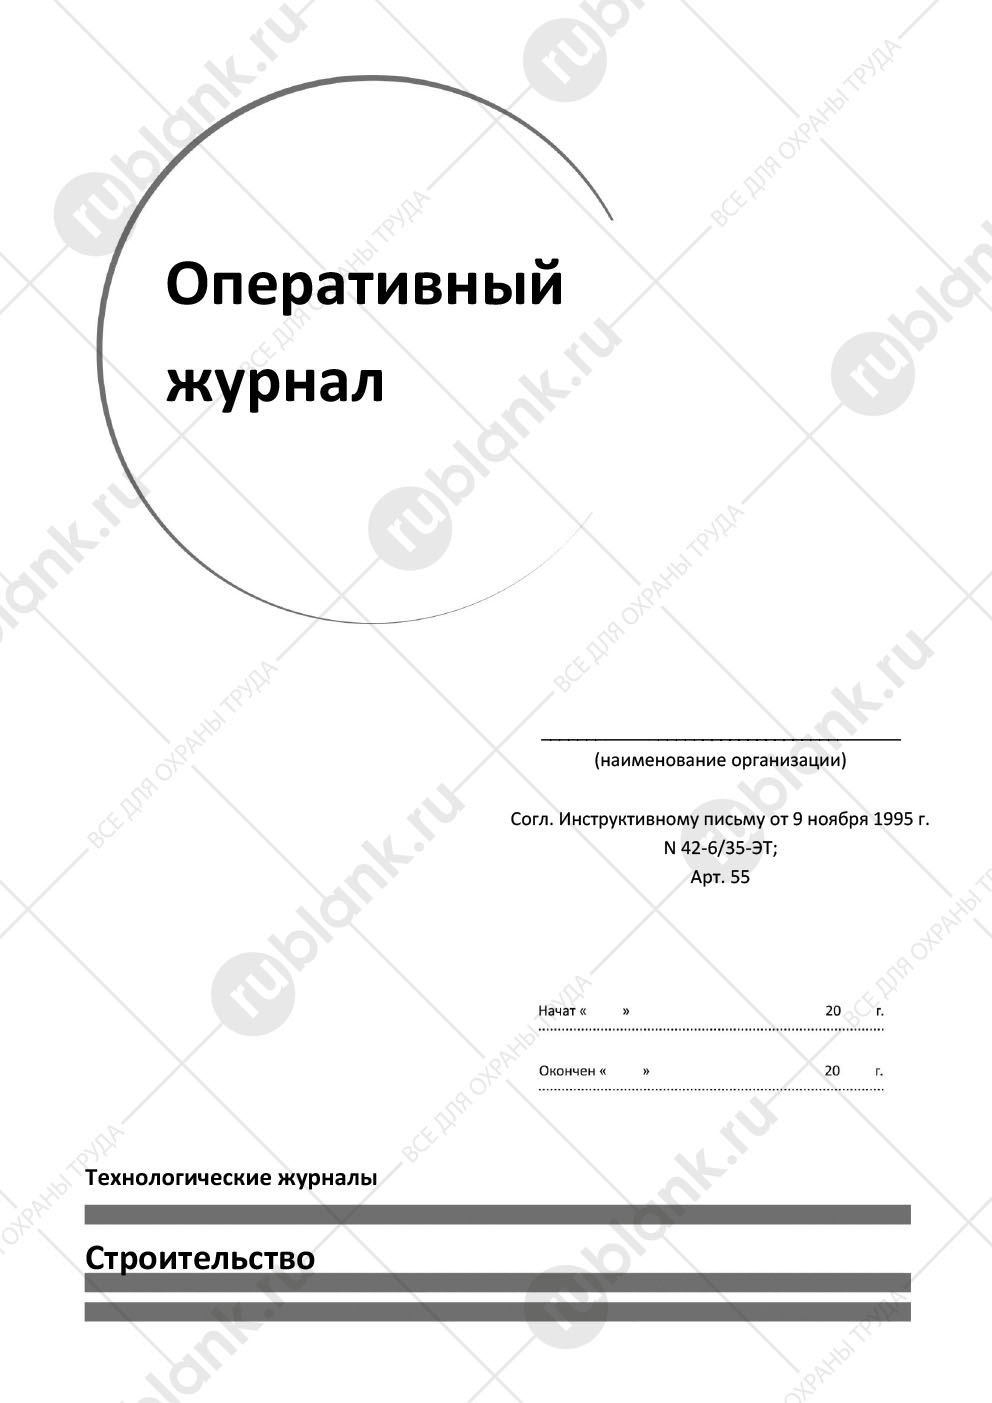 Оперативный
журнал
(наименование организации)
Согл. Инструктивному письму от 9 ноября 1995 г.
N 42-6/35-ЭТ;
Арт. 55
Начат « » 20 г.
Окончен « » 20 г.
Технологические журналы
Строительство
rublank.ru
ВСЕ ДЛЯ ОХРАНЫ ТРУДА